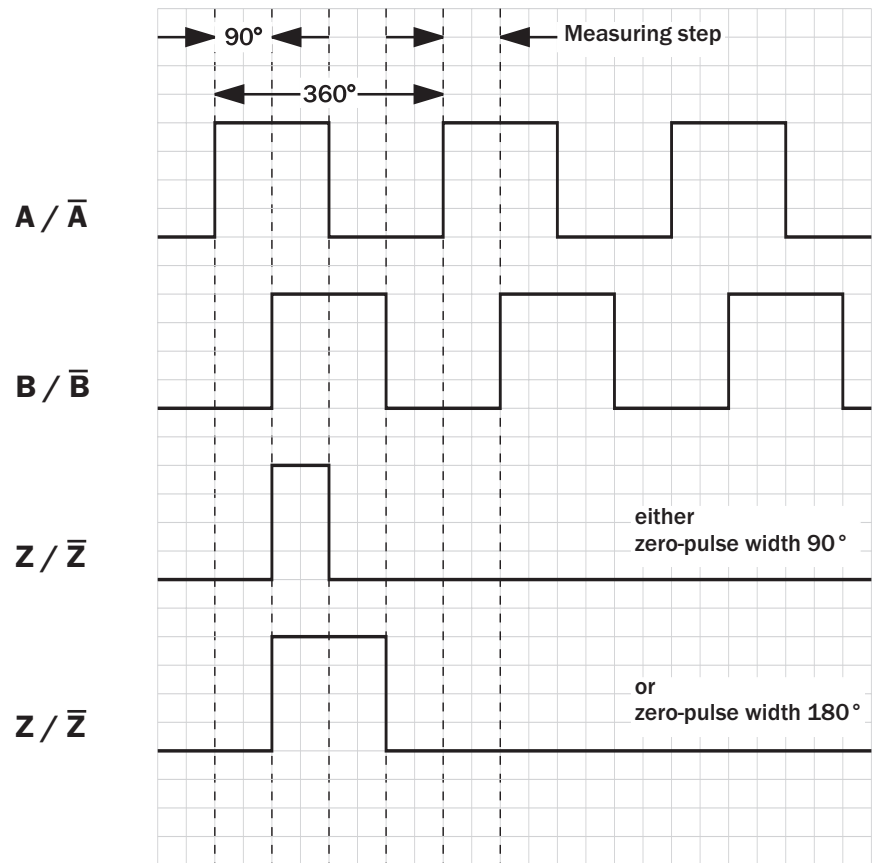 90°
Measuring step
360°
A / A̅
B / B̅
Z / Z̅
either
zero-pulse width 90°
Z / Z̅
or
zero-pulse width 180°